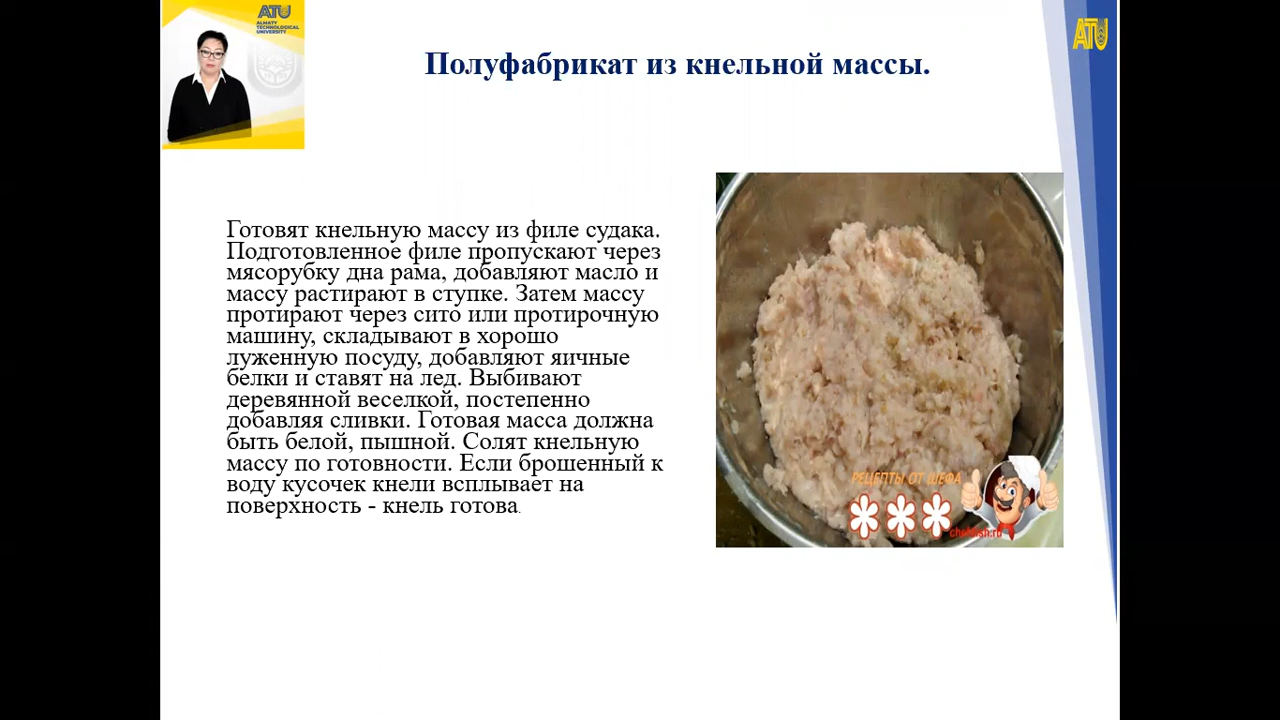 ATU
ALMATY
TECHNOLOGICAL
UNIVERSITY
ATU
Полуфабрикат из кнельной массы.
Готовят кнельную массу из филе судака.
Подготовленное филе пропускают через
мясорубку дна рама, добавляют масло и
массу растирают в ступке. Затем массу
протирают через сито или протирочную
машину, складывают в хорошо
луженную посуду, добавляют яичные
белки и ставят на лед. Выбивают
деревянной веселкой, постепенно
добавляя сливки. Готовая масса должна
быть белой, пышной. Солят кнельную
массу по готовности. Если брошенный к
воду кусочек кнели всплывает на
поверхность - кнель готова.
РЕЦЕПТЫ ОТ ШЕФА